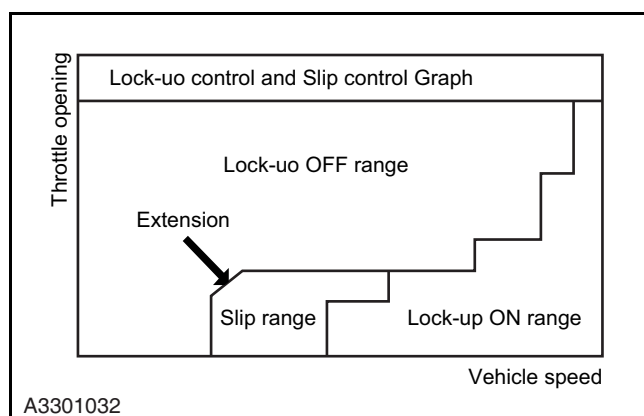 Lock-uo control and Slip control Graph
Throttle opening
Lock-uo OFF range
Extension
Slip range
Lock-up ON range
Vehicle speed
A3301032